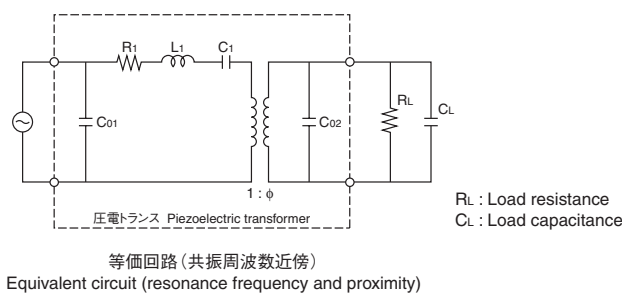 R1
L1
C1
C01
C02
RL
CL
1 : ϕ
圧電トランス Piezoelectric transformer
RL : Load resistance
CL : Load capacitance
等価回路(共振周波数近傍)
Equivalent circuit (resonance frequency and proximity)